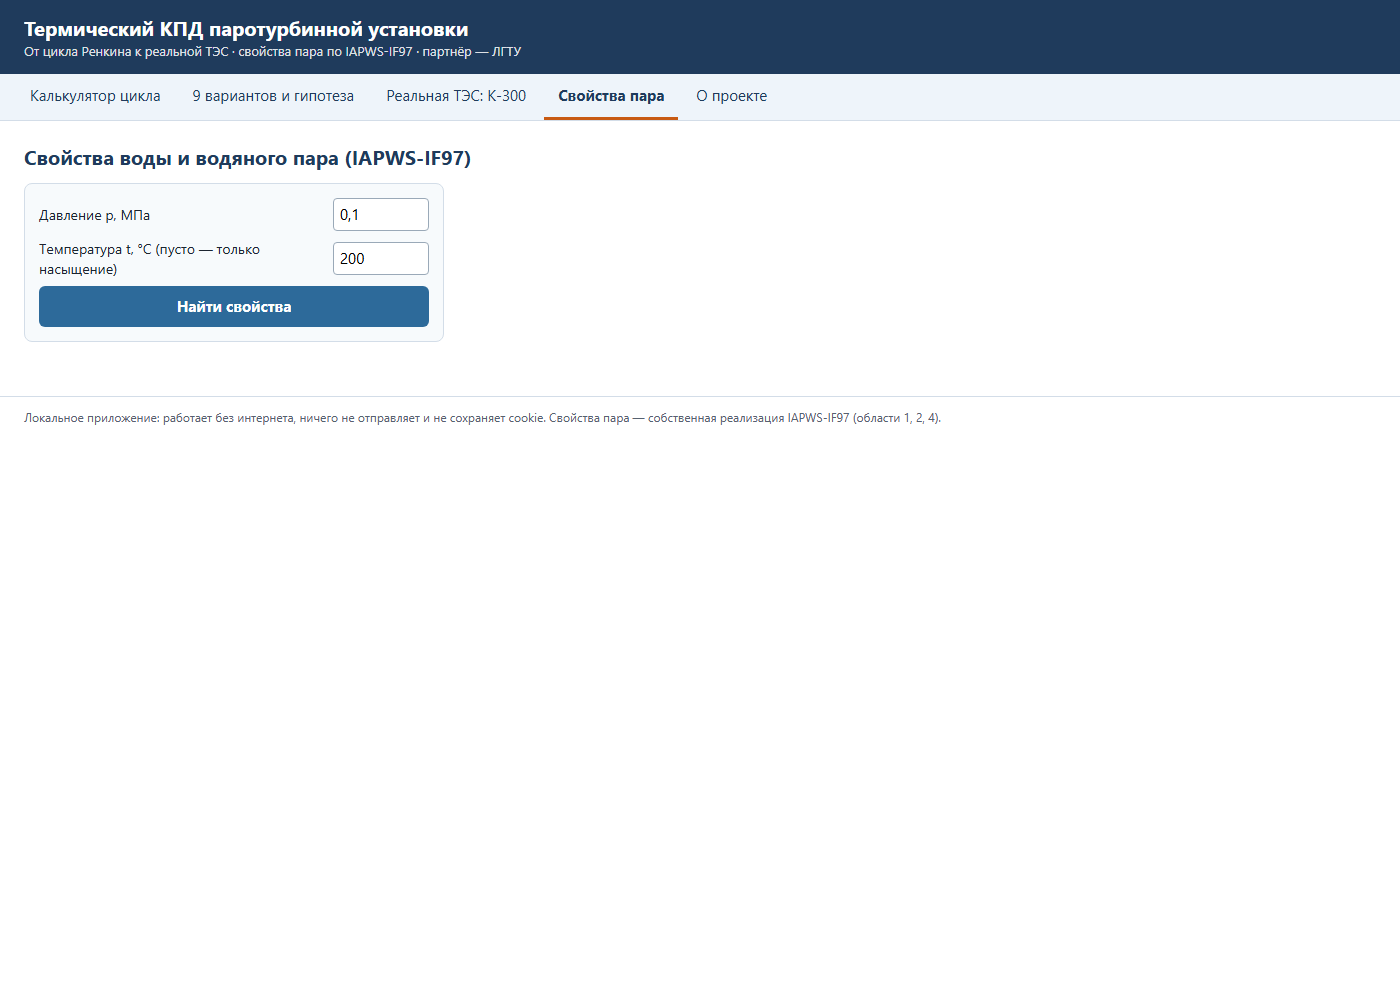 Термический КПД паротурбинной установки
От цикла Ренкина к реальной ТЭС · свойства пара по IAPWS-IF97 · партнёр — ЛГТУ
Калькулятор цикла
9 вариантов и гипотеза
Реальная ТЭС: К-300
Свойства пара
О проекте
Свойства воды и водяного пара (IAPWS-IF97)
Давление p, МПа
0,1
Температура t, °C (пусто — только
насыщение)
200
Найти свойства
Локальное приложение: работает без интернета, ничего не отправляет и не сохраняет cookie. Свойства пара — собственная реализация IAPWS-IF97 (области 1, 2, 4).